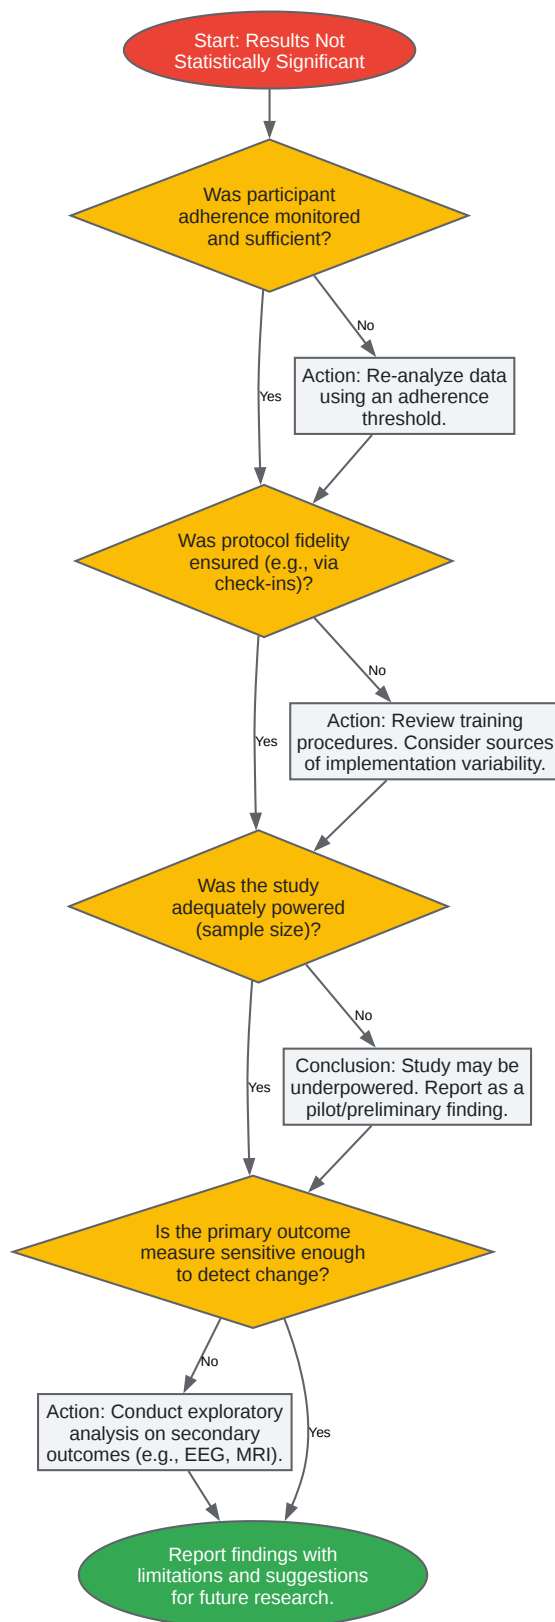 Start: Results Not
Statistically Significant
Was participant
adherence monitored
and sufficient?
No
Action: Re-analyze data
using an adherence
threshold.
Yes
Was protocol fidelity
ensured (e.g., via
check-ins)?
No
Action: Review training
procedures. Consider sources
of implementation variability.
Yes
Was the study
adequately powered
(sample size)?
No
Conclusion: Study may be
underpowered. Report as a
pilot/preliminary finding.
Yes
Is the primary outcome
measure sensitive enough
to detect change?
No
Action: Conduct exploratory
analysis on secondary
outcomes (e.g., EEG, MRI).
Yes
Report findings with
limitations and suggestions
for future research.